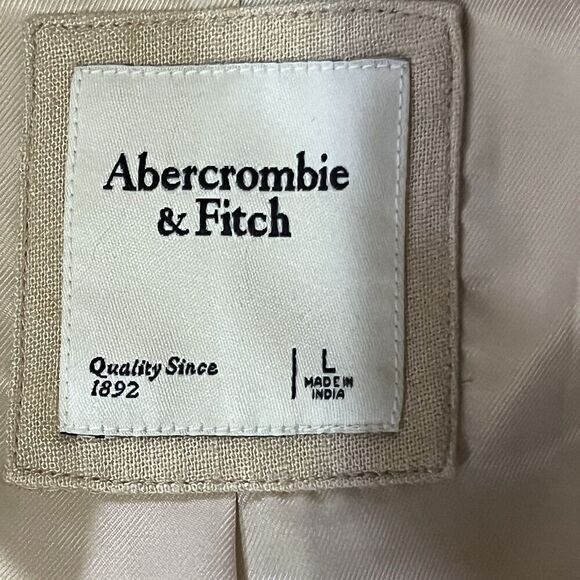 Abercrombie
& Fitch
Quality Since
1892
L
MADE IN
INDIA